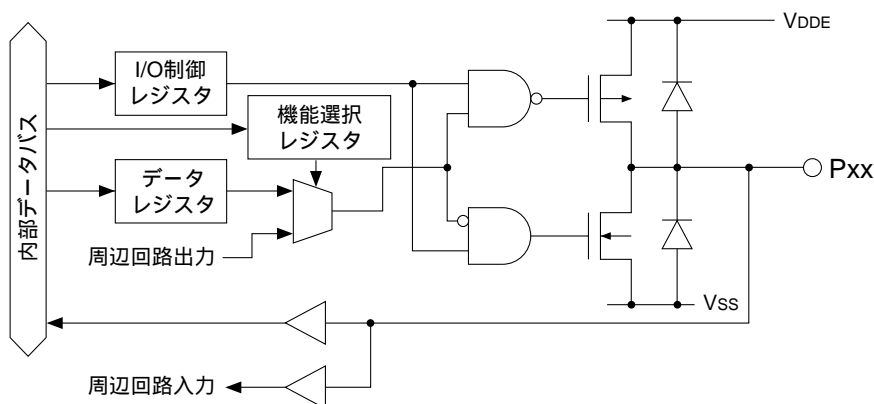 VDDE
I/O制御
レジスタ
機能選択
レジスタ
内部データバス
データ
レジスタ
Pxx
周辺回路出力
VSS
周辺回路入力